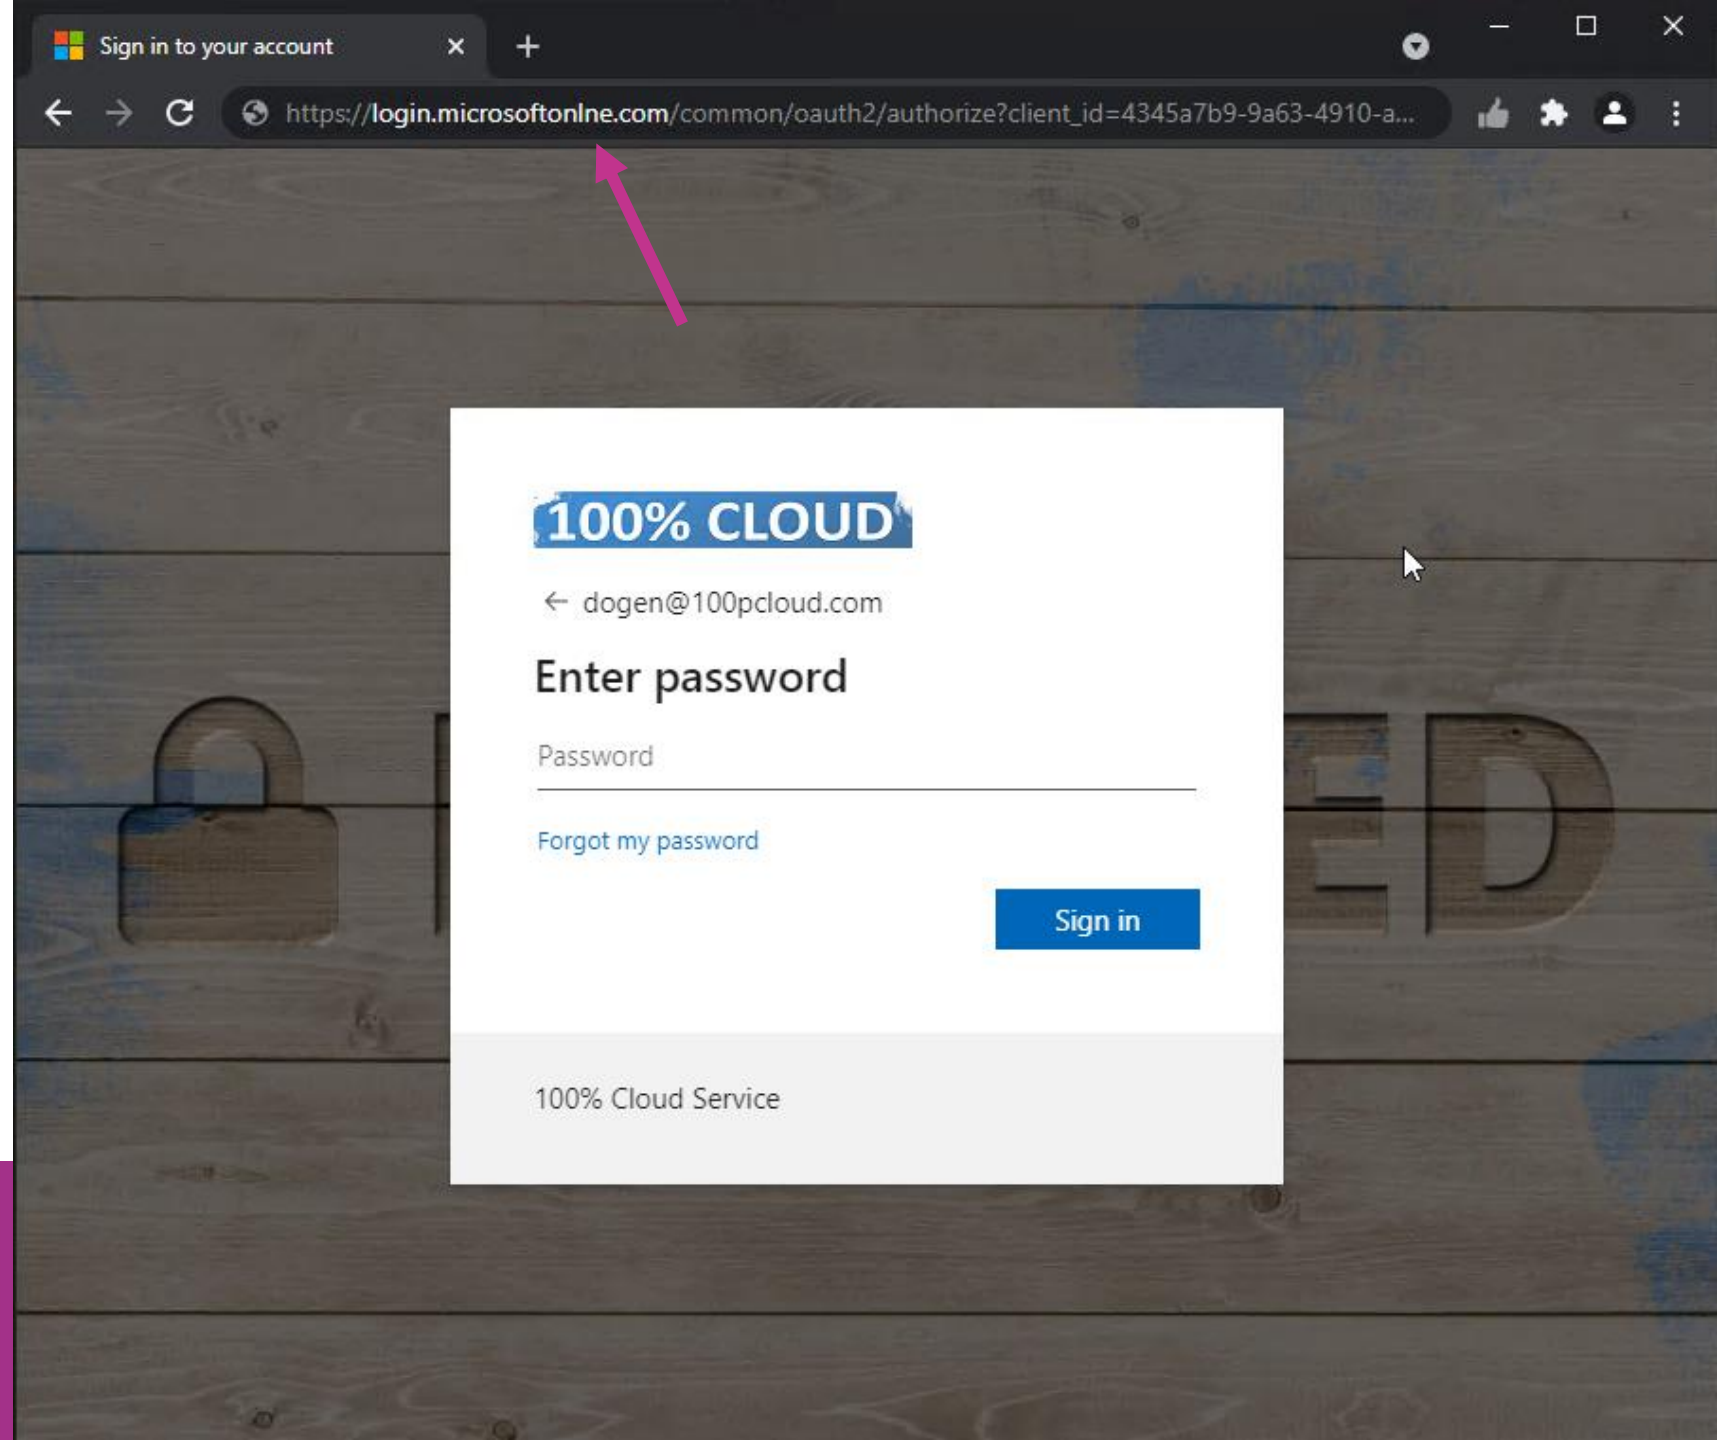 Sign in to your account
https://login.microsoftonlne.com/common/oauth2/authorize?client_id=4345a7b9-9a63-4910-a...
100% CLOUD
dogen@100pcloud.com
Enter password
Password
Forgot my password
Sign in
100% Cloud Service